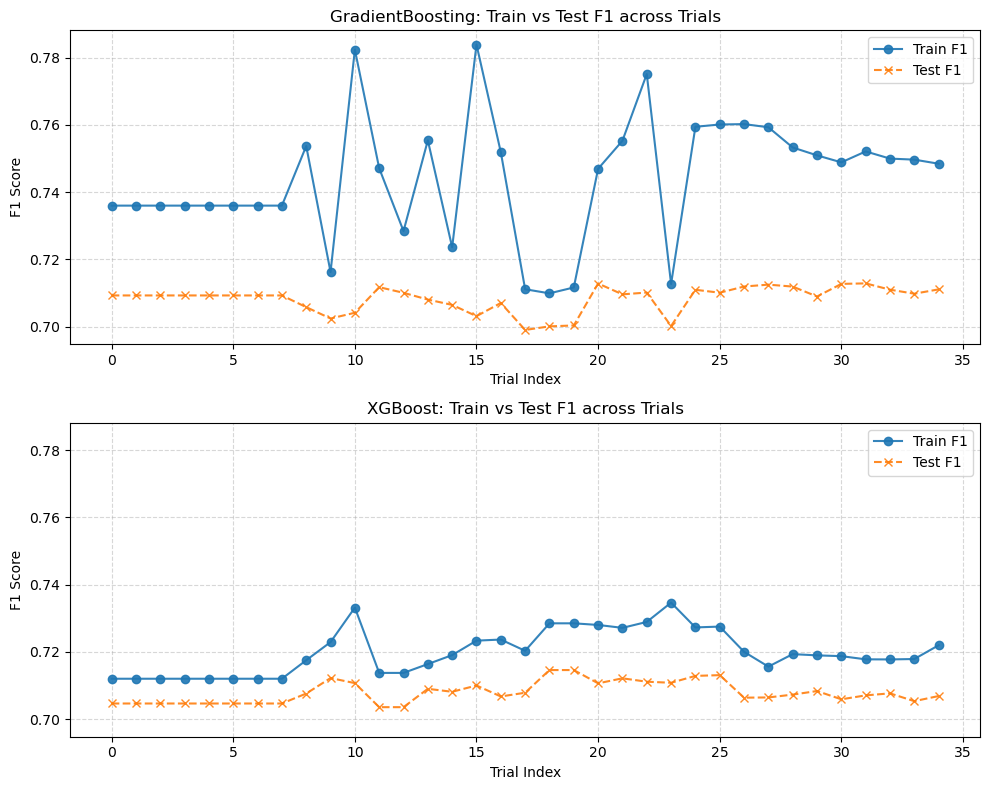 GradientBoosting: Train vs Test F1 across Trials
Train F1
Test F1
F1 Score
0.78
0.76
0.74
0.72
0.70
0 5 10 15 20 25 30 35
Trial Index
XGBoost: Train vs Test F1 across Trials
Train F1
Test F1
F1 Score
0.78
0.76
0.74
0.72
0.70
0 5 10 15 20 25 30 35
Trial Index